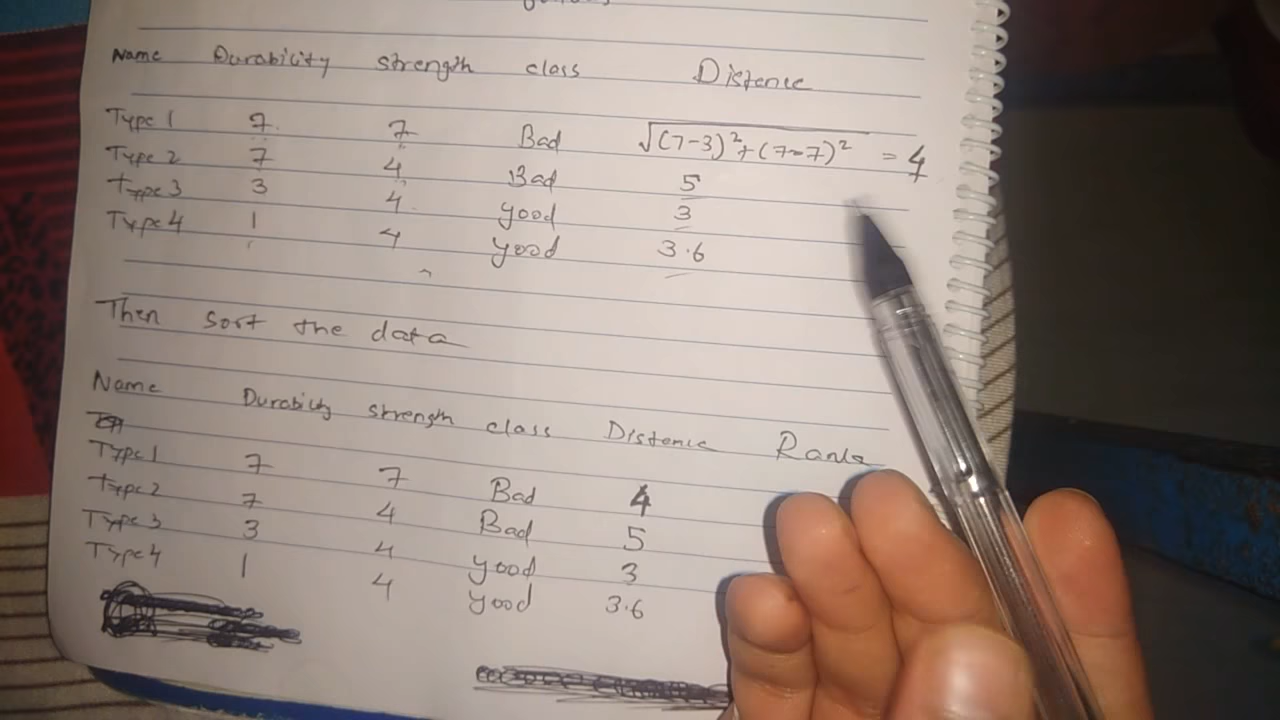 Name Durability strength class Distence
Type 1 7 7 Bad √(7-3)²+(7-7)² = 4
Type 2 7 4 Bad 5
Type 3 3 4 good 3
Type 4 1 4 good 3.6
Then sort the data
Name Durability strength class Distence Rank
Type 1 7 7 Bad 4
Type 2 7 4 Bad 5
Type 3 3 4 good 3
Type 4 1 4 good 3.6